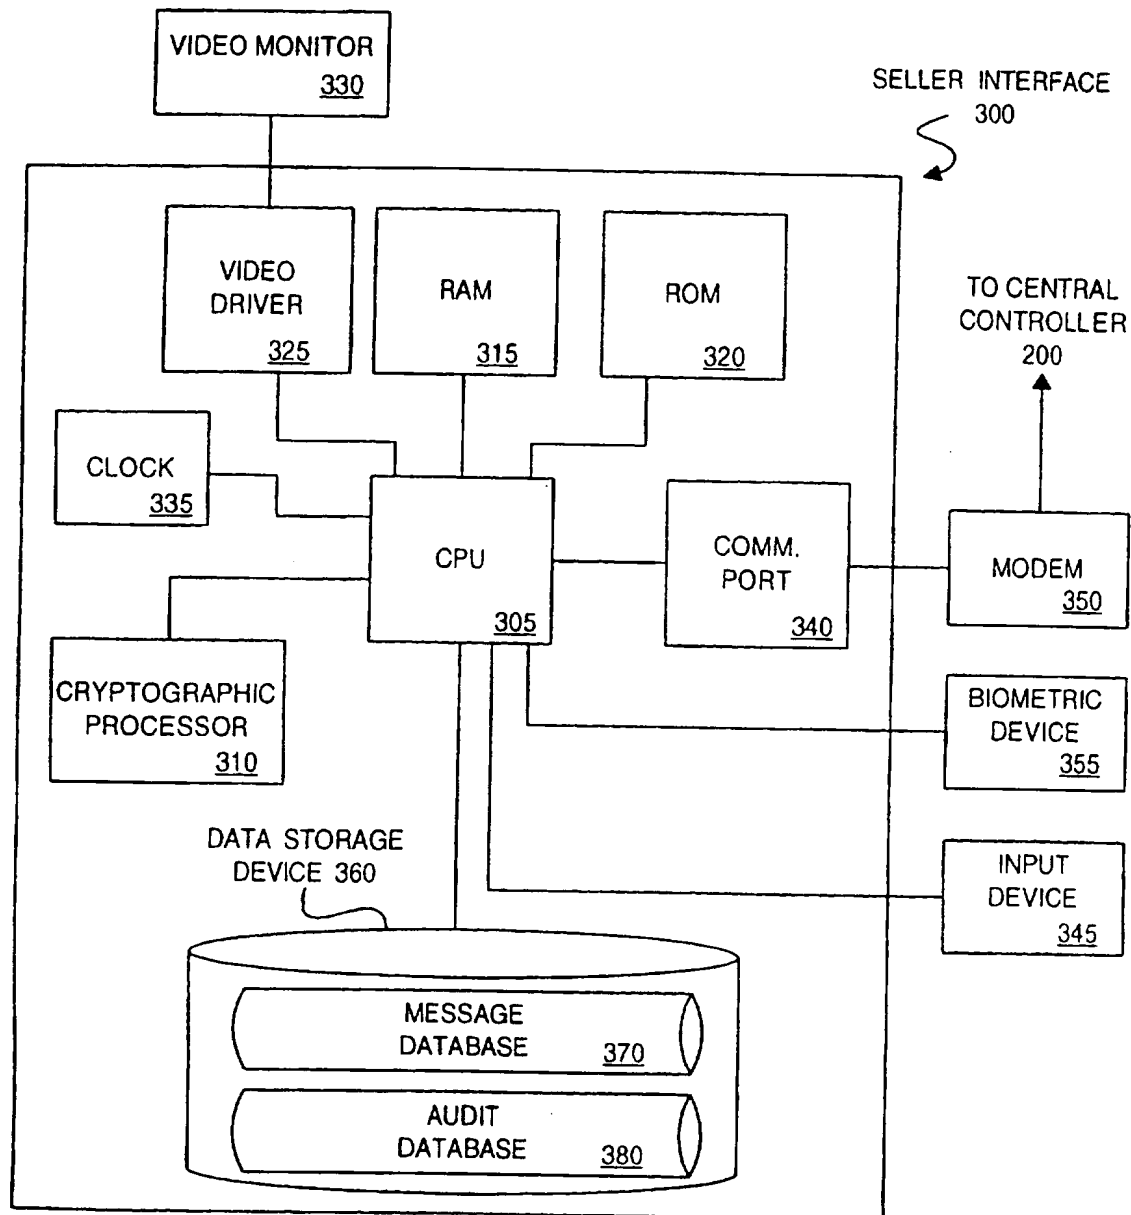 VIDEO MONITOR
330
SELLER INTERFACE
300
VIDEO
DRIVER
325
RAM
315
ROM
320
TO CENTRAL
CONTROLLER
200
CLOCK
335
CPU
305
COMM.
PORT
340
MODEM
350
CRYPTOGRAPHIC
PROCESSOR
310
BIOMETRIC
DEVICE
355
DATA STORAGE
DEVICE 360
INPUT
DEVICE
345
MESSAGE
DATABASE
370
AUDIT
DATABASE
380